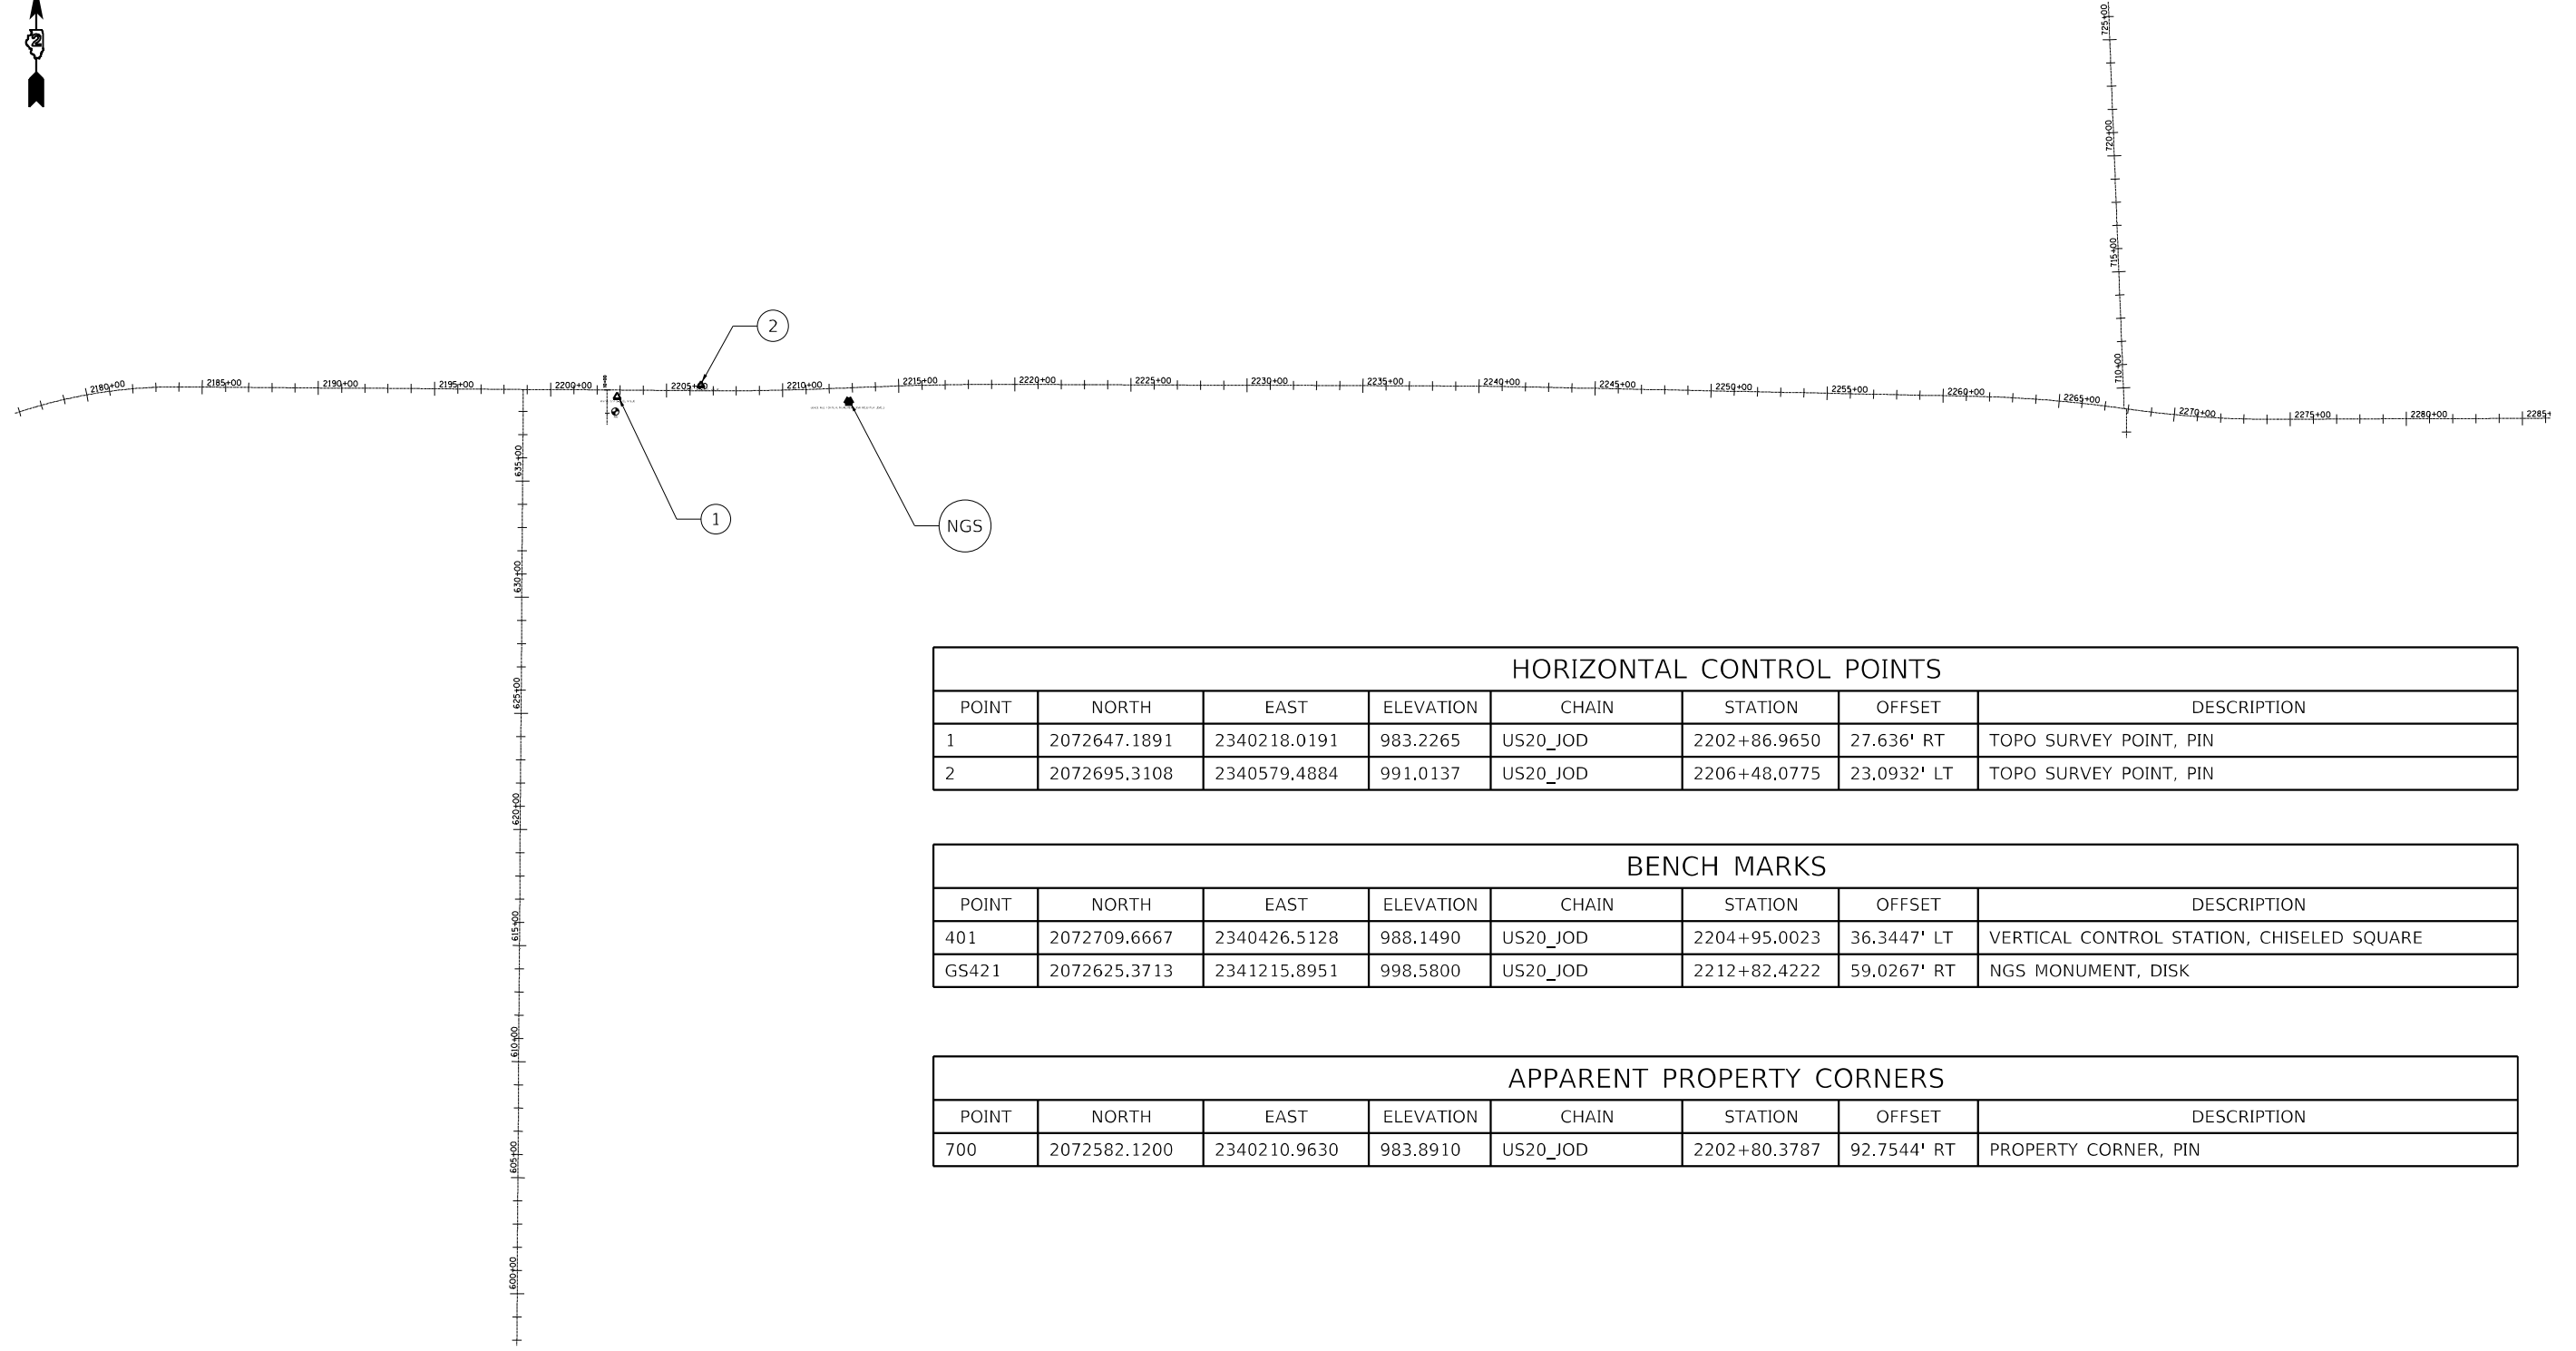 2
725+00
720+00
715+00
710+00
2
2180+00 2185+00 2190+00 2195+00 2200+00 2205+00 2210+00 2215+00 2220+00 2225+00 2230+00 2235+00 2240+00 2245+00 2250+00 2255+00 2260+00 2265+00 2270+00 2275+00 2280+00 2285+
1
NGS
635+00
630+00
625+00
620+00
615+00
610+00
605+00
600+00
HORIZONTAL CONTROL POINTS
POINT NORTH EAST ELEVATION CHAIN STATION OFFSET DESCRIPTION
1 2072647.1891 2340218.0191 983.2265 US20_JOD 2202+86.9650 27.636' RT TOPO SURVEY POINT, PIN
2 2072695.3108 2340579.4884 991.0137 US20_JOD 2206+48.0775 23.0932' LT TOPO SURVEY POINT, PIN
BENCH MARKS
POINT NORTH EAST ELEVATION CHAIN STATION OFFSET DESCRIPTION
401 2072709.6667 2340426.5128 988.1490 US20_JOD 2204+95.0023 36.3447' LT VERTICAL CONTROL STATION, CHISELED SQUARE
GS421 2072625.3713 2341215.8951 998.5800 US20_JOD 2212+82.4222 59.0267' RT NGS MONUMENT, DISK
APPARENT PROPERTY CORNERS
POINT NORTH EAST ELEVATION CHAIN STATION OFFSET DESCRIPTION
700 2072582.1200 2340210.9630 983.8910 US20_JOD 2202+80.3787 92.7544' RT PROPERTY CORNER, PIN